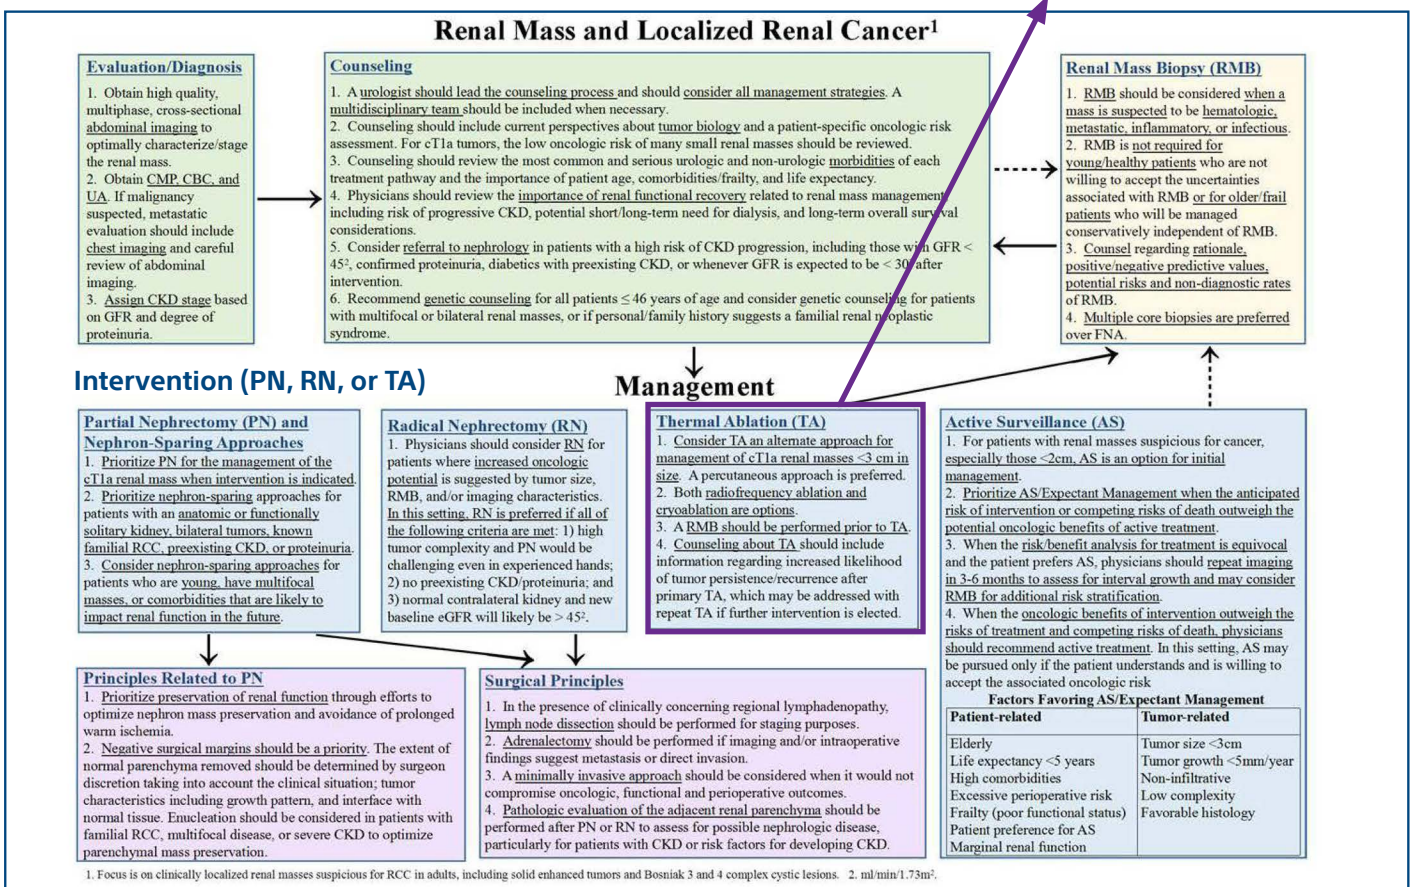 Renal Mass and Localized Renal Cancer¹
Evaluation/Diagnosis
1. Obtain high quality,
multiphase, cross-sectional
abdominal imaging to
optimally characterize/stage
the renal mass.
2. Obtain CMP, CBC, and
UA. If malignancy
suspected, metastatic
evaluation should include
chest imaging and careful
review of abdominal
imaging.
3. Assign CKD stage based
on GFR and degree of
proteinuria.
Counseling
1. A urologist should lead the counseling process and should consider all management strategies. A
multidisciplinary team should be included when necessary.
2. Counseling should include current perspectives about tumor biology and a patient-specific oncologic risk
assessment. For cT1a tumors, the low oncologic risk of many small renal masses should be reviewed.
3. Counseling should review the most common and serious urologic and non-urologic morbidities of each
treatment pathway and the importance of patient age, comorbidities/frailty, and life expectancy.
4. Physicians should review the importance of renal functional recovery related to renal mass management,
including risk of progressive CKD, potential short/long-term need for dialysis, and long-term overall survival
considerations.
5. Consider referral to nephrology in patients with a high risk of CKD progression, including those with GFR <
45², confirmed proteinuria, diabetics with preexisting CKD, or whenever GFR is expected to be < 30² after
intervention.
6. Recommend genetic counseling for all patients ≤ 46 years of age and consider genetic counseling for patients
with multifocal or bilateral renal masses, or if personal/family history suggests a familial renal neoplastic
syndrome.
Renal Mass Biopsy (RMB)
1. RMB should be considered when a
mass is suspected to be hematologic,
metastatic, inflammatory, or infectious.
2. RMB is not required for
young/healthy patients who are not
willing to accept the uncertainties
associated with RMB or for older/frail
patients who will be managed
conservatively independent of RMB.
3. Counsel regarding rationale,
positive/negative predictive values,
potential risks and non-diagnostic rates
of RMB.
4. Multiple core biopsies are preferred
over FNA.
Intervention (PN, RN, or TA)
Management
Partial Nephrectomy (PN) and
Nephron-Sparing Approaches
1. Prioritize PN for the management of the
cT1a renal mass when intervention is indicated.
2. Prioritize nephron-sparing approaches for
patients with an anatomic or functionally
solitary kidney, bilateral tumors, known
familial RCC, preexisting CKD, or proteinuria.
3. Consider nephron-sparing approaches for
patients who are young, have multifocal
masses, or comorbidities that are likely to
impact renal function in the future.
Radical Nephrectomy (RN)
1. Physicians should consider RN for
patients where increased oncologic
potential is suggested by tumor size,
RMB, and/or imaging characteristics.
In this setting, RN is preferred if all of
the following criteria are met: 1) high
tumor complexity and PN would be
challenging even in experienced hands;
2) no preexisting CKD/proteinuria; and
3) normal contralateral kidney and new
baseline eGFR will likely be > 45².
Thermal Ablation (TA)
1. Consider TA an alternate approach for
management of cT1a renal masses <3 cm in
size. A percutaneous approach is preferred.
2. Both radiofrequency ablation and
cryoablation are options.
3. A RMB should be performed prior to TA.
4. Counseling about TA should include
information regarding increased likelihood
of tumor persistence/recurrence after
primary TA, which may be addressed with
repeat TA if further intervention is elected.
Active Surveillance (AS)
1. For patients with renal masses suspicious for cancer,
especially those <2cm, AS is an option for initial
management.
2. Prioritize AS/Expectant Management when the anticipated
risk of intervention or competing risks of death outweigh the
potential oncologic benefits of active treatment.
3. When the risk/benefit analysis for treatment is equivocal
and the patient prefers AS, physicians should repeat imaging
in 3-6 months to assess for interval growth and may consider
RMB for additional risk stratification.
4. When the oncologic benefits of intervention outweigh the
risks of treatment and competing risks of death, physicians
should recommend active treatment. In this setting, AS may
be pursued only if the patient understands and is willing to
accept the associated oncologic risk
Factors Favoring AS/Expectant Management
Patient-related Tumor-related
Elderly Tumor size <3cm
Life expectancy <5 years Tumor growth <5mm/year
High comorbidities Non-infiltrative
Excessive perioperative risk Low complexity
Frailty (poor functional status) Favorable histology
Patient preference for AS
Marginal renal function
Principles Related to PN
1. Prioritize preservation of renal function through efforts to
optimize nephron mass preservation and avoidance of prolonged
warm ischemia.
2. Negative surgical margins should be a priority. The extent of
normal parenchyma removed should be determined by surgeon
discretion taking into account the clinical situation; tumor
characteristics including growth pattern, and interface with
normal tissue. Enucleation should be considered in patients with
familial RCC, multifocal disease, or severe CKD to optimize
parenchymal mass preservation.
Surgical Principles
1. In the presence of clinically concerning regional lymphadenopathy,
lymph node dissection should be performed for staging purposes.
2. Adrenalectomy should be performed if imaging and/or intraoperative
findings suggest metastasis or direct invasion.
3. A minimally invasive approach should be considered when it would not
compromise oncologic, functional and perioperative outcomes.
4. Pathologic evaluation of the adjacent renal parenchyma should be
performed after PN or RN to assess for possible nephrologic disease,
particularly for patients with CKD or risk factors for developing CKD.
1. Focus is on clinically localized renal masses suspicious for RCC in adults, including solid enhanced tumors and Bosniak 3 and 4 complex cystic lesions. 2. ml/min/1.73m².